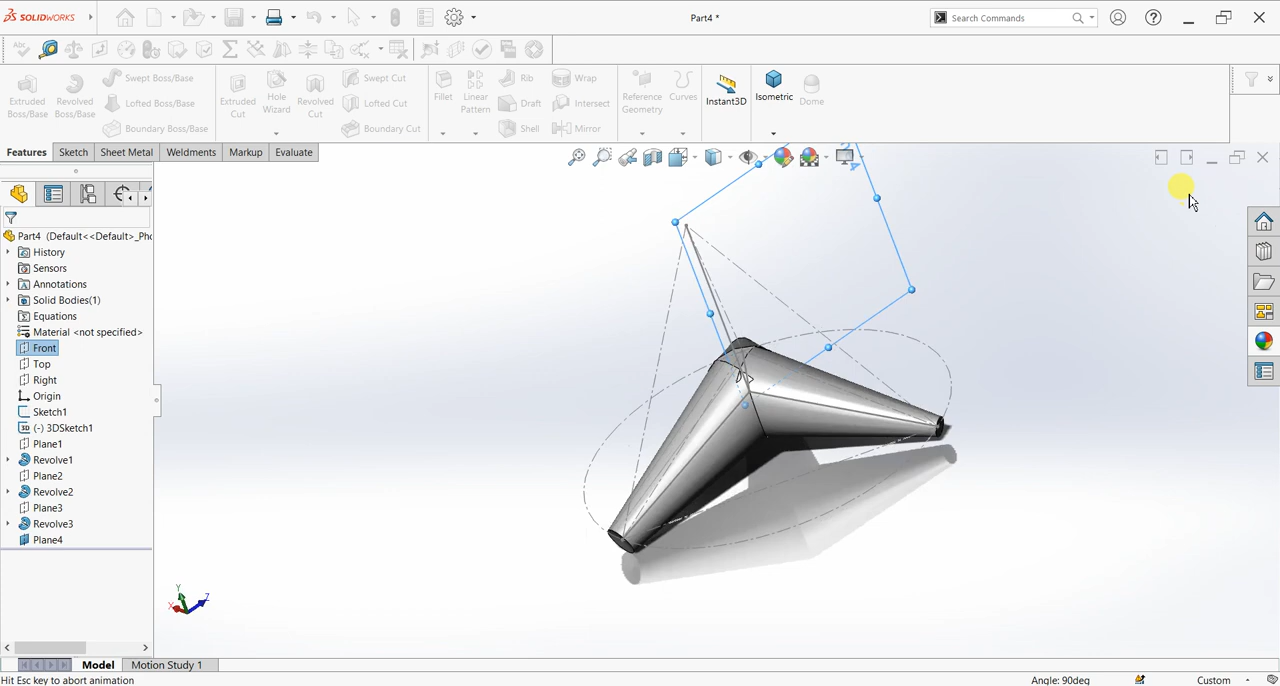 SOLIDWORKS
Part4 *
Search Commands
Extruded Boss/Base
Revolved Boss/Base
Swept Boss/Base
Lofted Boss/Base
Boundary Boss/Base
Extruded Cut
Hole Wizard
Revolved Cut
Swept Cut
Lofted Cut
Boundary Cut
Fillet
Linear Pattern
Rib
Draft
Shell
Wrap
Intersect
Mirror
Reference Geometry
Curves
Instant3D
Isometric
Dome
Features
Sketch
Sheet Metal
Weldments
Markup
Evaluate
Part4 (Default<<Default>_Pho
History
Sensors
Annotations
Solid Bodies(1)
Equations
Material <not specified>
Front
Top
Right
Origin
Sketch1
3D (-) 3DSketch1
Plane1
Revolve1
Plane2
Revolve2
Plane3
Revolve3
Plane4
Y
X
Z
Model
Motion Study 1
Hit Esc key to abort animation
Angle: 90deg
Custom